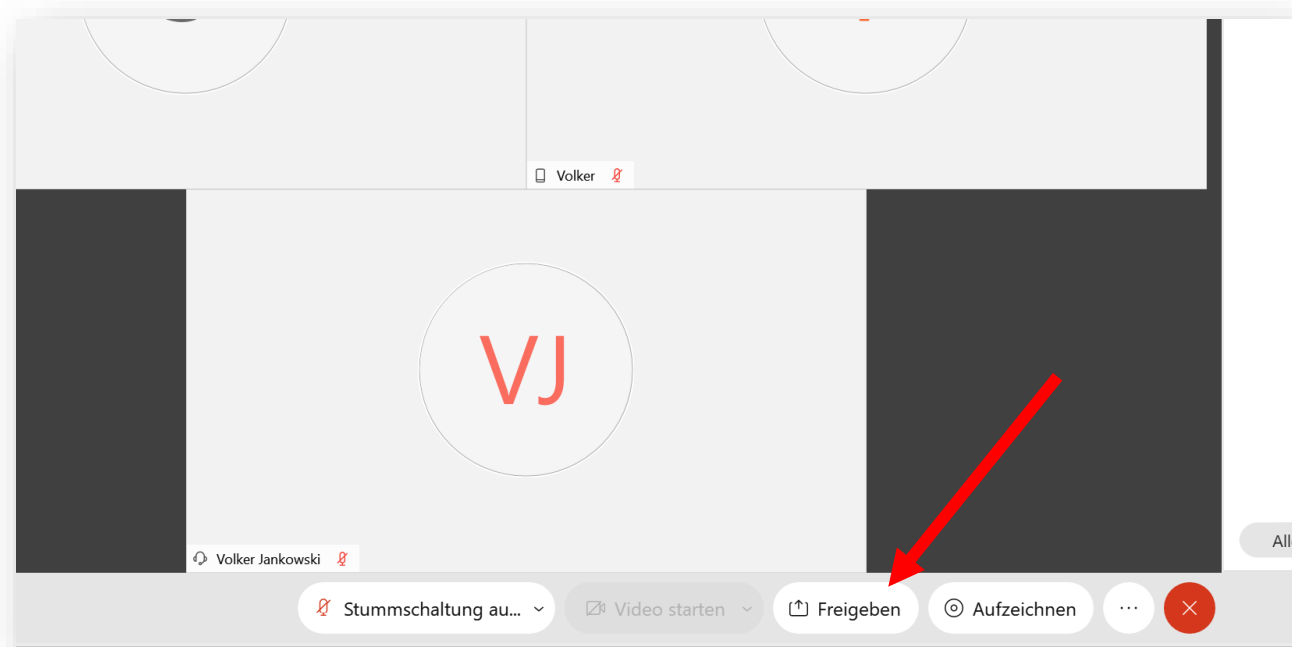 Volker
VJ
Volker Jankowski
Stummschaltung au...
Video starten
Freigeben
Aufzeichnen